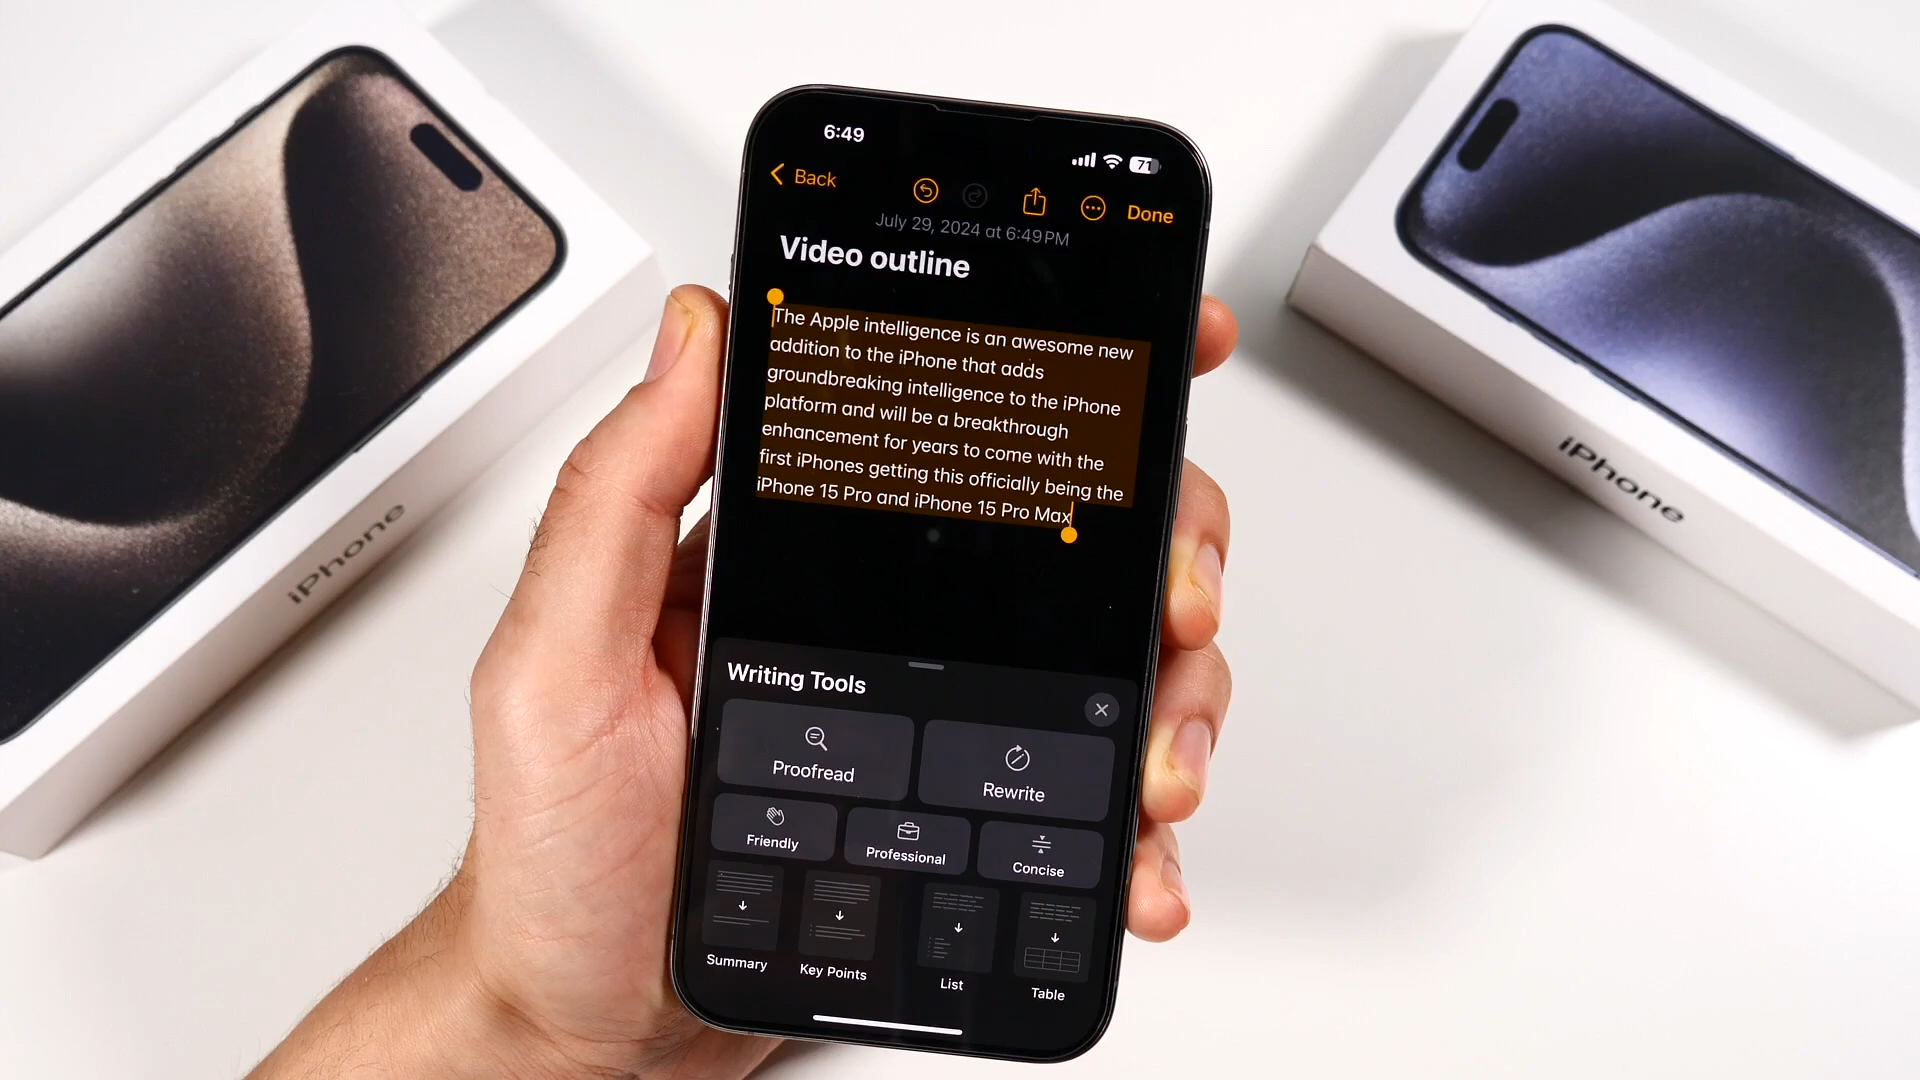 6:49
71
Back
Done
July 29, 2024 at 6:49 PM
Video outline
The Apple intelligence is an awesome new
addition to the iPhone that adds
groundbreaking intelligence to the iPhone
platform and will be a breakthrough
enhancement for years to come with the
first iPhones getting this officially being the
iPhone 15 Pro and iPhone 15 Pro Max
Writing Tools
Proofread
Rewrite
Friendly
Professional
Concise
Summary
Key Points
List
Table
iPhone
iPhone